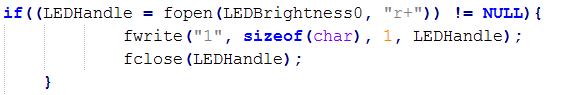 if((LEDHandle = fopen(LEDBrightness0, "r+")) != NULL){
fwrite("1", sizeof(char), 1, LEDHandle);
fclose(LEDHandle);
}